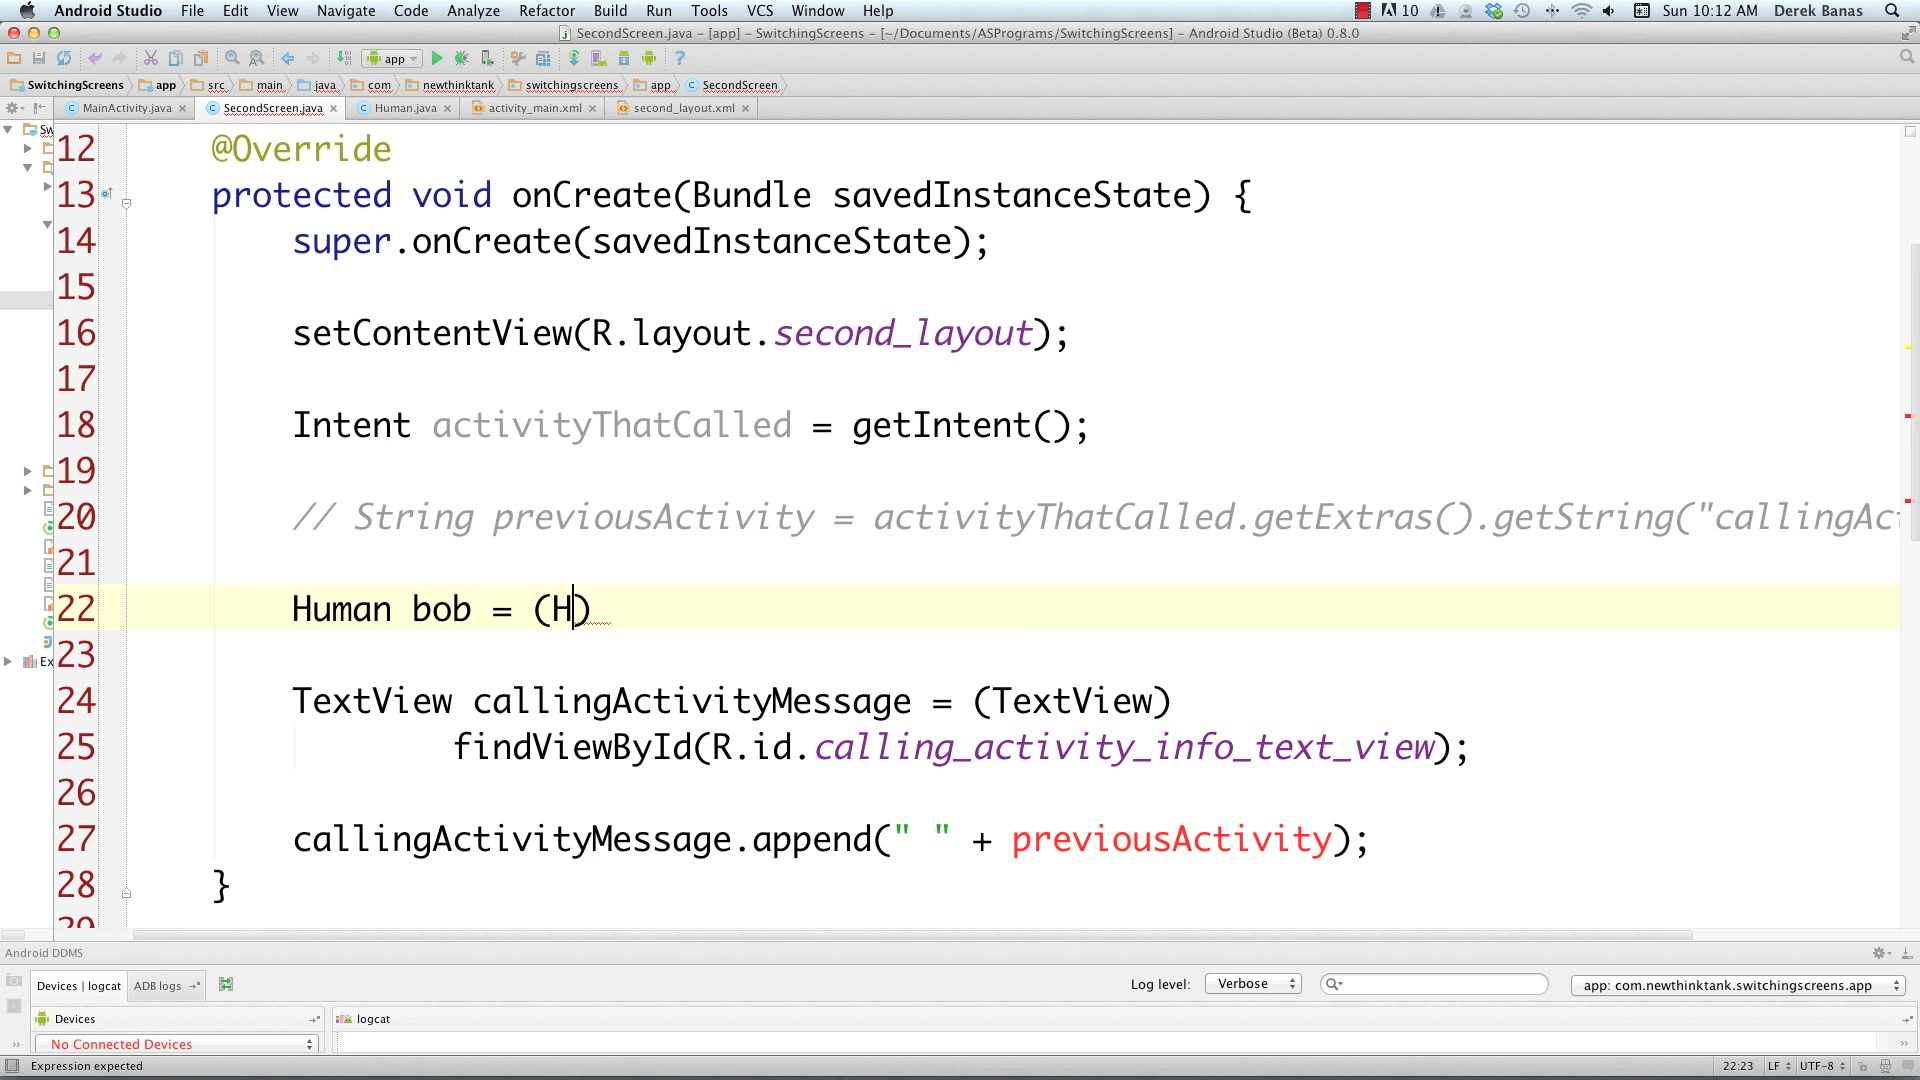 Android Studio File Edit View Navigate Code Analyze Refactor Build Run Tools VCS Window Help 10 Sun 10:12 AM Derek Banas
SecondScreen.java - [app] - SwitchingScreens - [~/Documents/ASPrograms/SwitchingScreens] - Android Studio (Beta) 0.8.0
app
SwitchingScreens app src main java com newthinktank switchingscreens app SecondScreen
MainActivity.java SecondScreen.java Human.java activity_main.xml second_layout.xml
Sw
12 @Override
13 protected void onCreate(Bundle savedInstanceState) {
14 super.onCreate(savedInstanceState);
15
16 setContentView(R.layout.second_layout);
17
18 Intent activityThatCalled = getIntent();
19
20 // String previousActivity = activityThatCalled.getExtras().getString("callingAc
21
22 Human bob = (H)
23
Ex
24 TextView callingActivityMessage = (TextView)
25 findViewById(R.id.calling_activity_info_text_view);
26
27 callingActivityMessage.append(" " + previousActivity);
28 }
29
Android DDMS
Devices | logcat ADB logs Log level: Verbose app: com.newthinktank.switchingscreens.app
Devices logcat
No Connected Devices
Expression expected 22:23 LF UTF-8